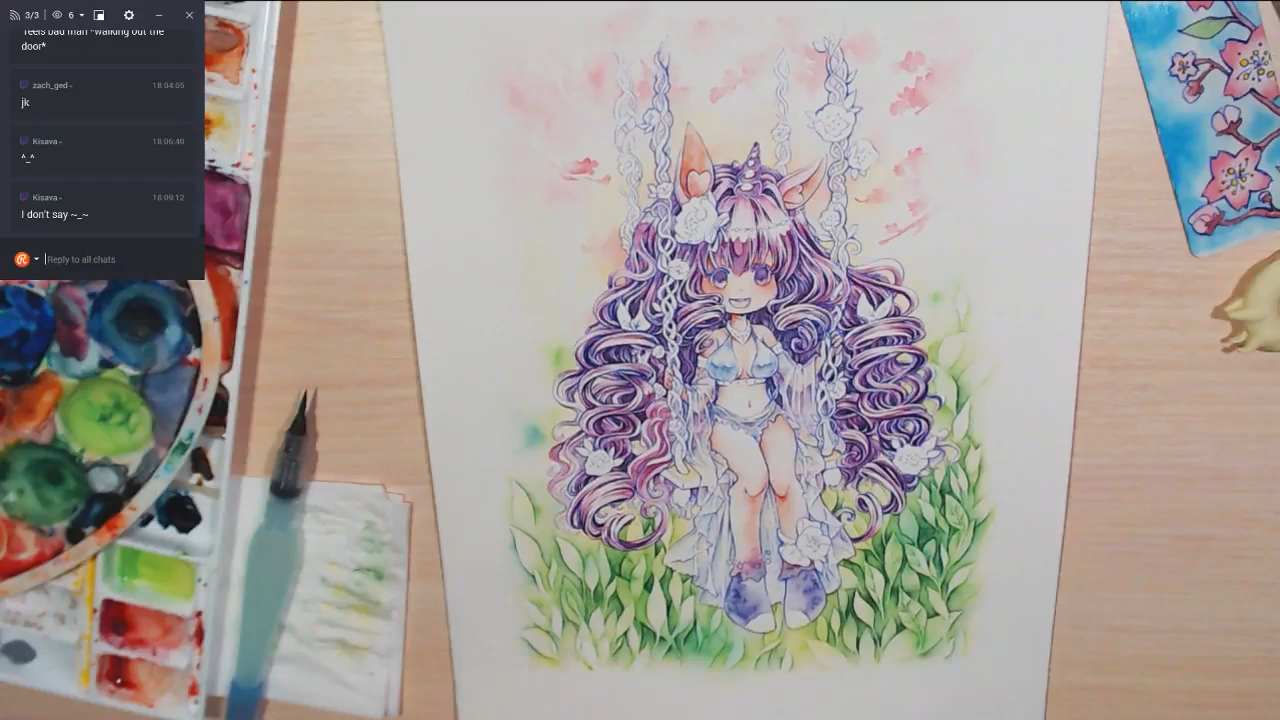 3/3 6
feels bad man *walking out the
door*
zach_ged 18:04:05
jk
Kisava 18:06:40
^_^
Kisava 18:09:12
I don't say ~_~
Reply to all chats